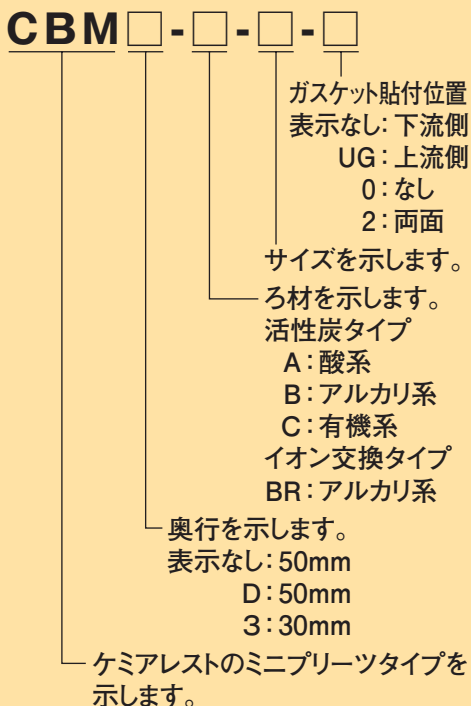 CBM□-□-□-□
ガスケット貼付位置
表示なし：下流側
UG：上流側
0：なし
2：両面
サイズを示します。
ろ材を示します。
活性炭タイプ
A：酸系
B：アルカリ系
C：有機系
イオン交換タイプ
BR：アルカリ系
奥行を示します。
表示なし：50mm
D：50mm
3：30mm
ケミアレストのミニプリーツタイプを
示します。